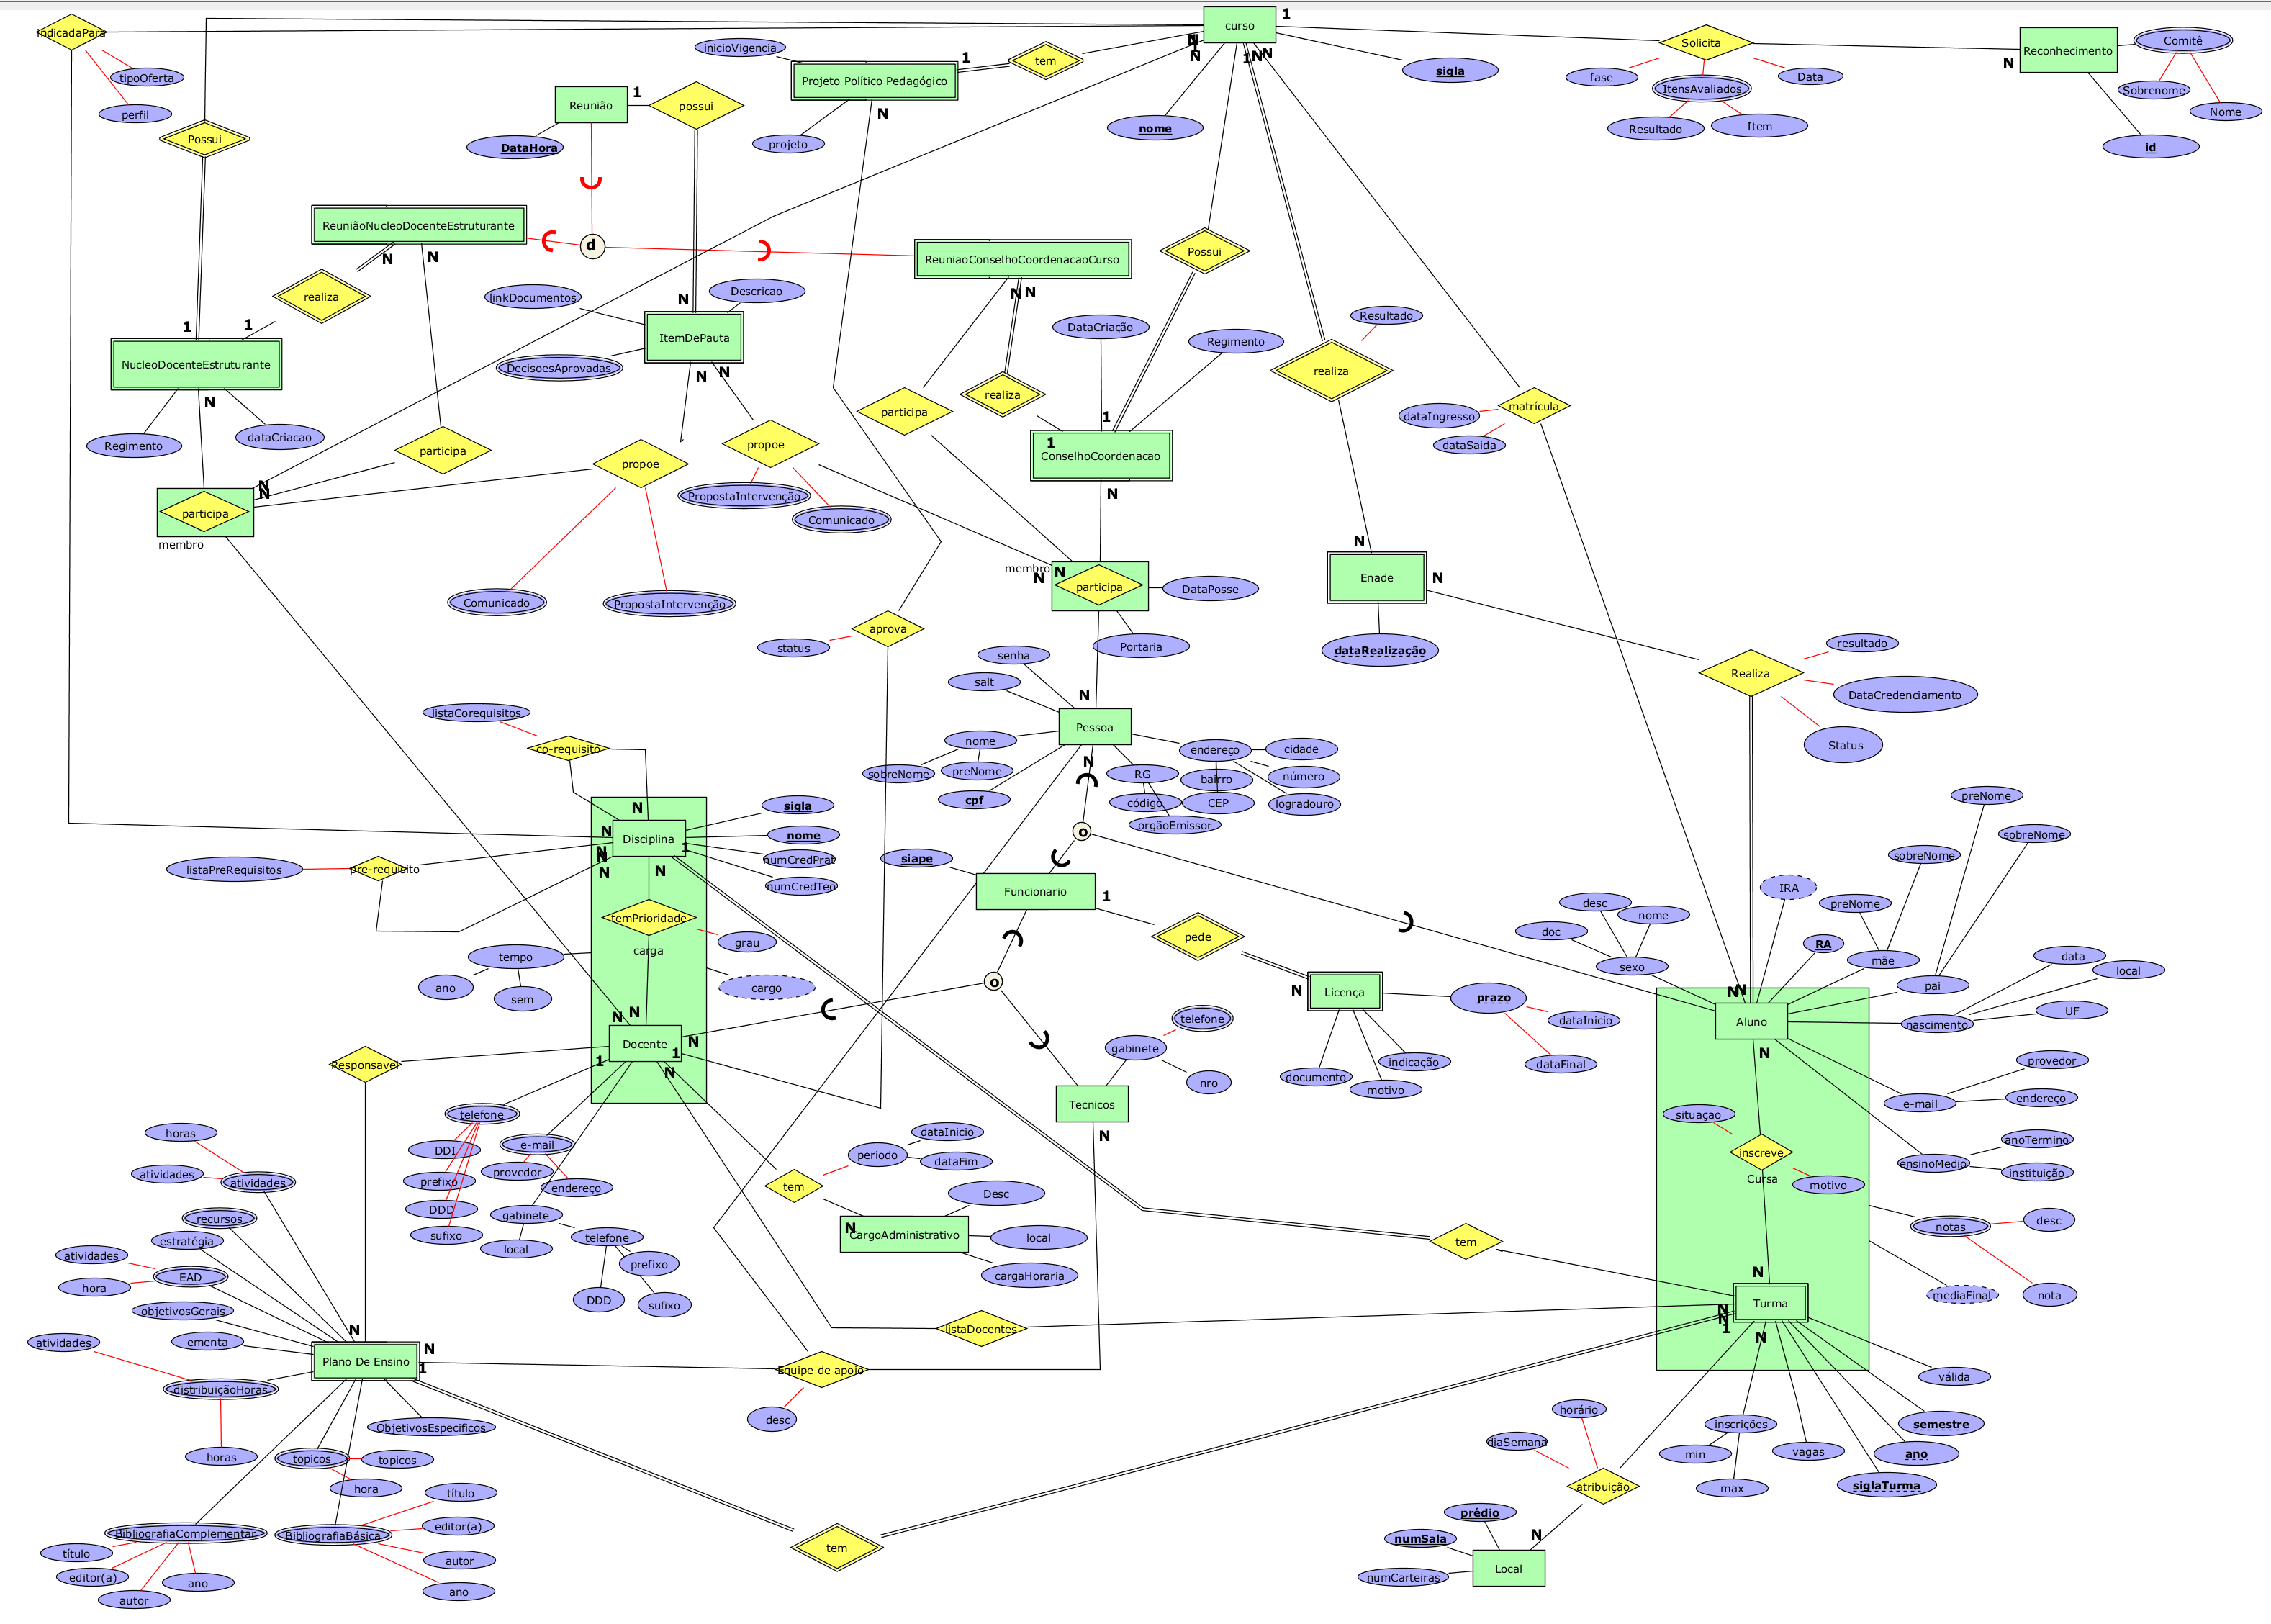 curso
1
N
1
N
N
1
N
N
sigla
nome
Solicita
fase
ItensAvaliados
Data
Resultado
Item
Reconhecimento
N
Comitê
Sobrenome
Nome
id
indicadaPara
tipoOferta
perfil
Possui
inicioVigencia
Projeto Político Pedagógico
1
N
tem
projeto
Reunião
1
possui
DataHora
d
ReuniãoNucleoDocenteEstruturante
N
N
realiza
1
1
NucleoDocenteEstruturante
N
Regimento
dataCriacao
participa
N
N
participa
membro
linkDocumentos
Descricao
N
ItemDePauta
DecisoesAprovadas
N
N
propoe
propoe
PropostaIntervenção
Comunicado
Comunicado
PropostaIntervenção
ReuniaoConselhoCoordenacaoCurso
N
N
participa
realiza
DataCriação
Regimento
Possui
1
1
ConselhoCoordenacao
N
membro
N
N
participa
DataPosse
Portaria
aprova
status
realiza
Resultado
N
Enade
N
dataRealização
matrícula
dataIngresso
dataSaida
Realiza
resultado
DataCredenciamento
Status
senha
salt
N
Pessoa
N
nome
sobreNome
preNome
cpf
RG
código
orgãoEmissor
endereço
cidade
bairro
número
CEP
logradouro
o
siape
Funcionario
1
pede
N
Licença
prazo
dataInicio
dataFinal
documento
motivo
indicação
o
Tecnicos
N
gabinete
telefone
nro
listaCorequisitos
co-requisito
N
N
N
N
N
Disciplina
1
N
sigla
nome
numCredPrat
numCredTeo
listaPreRequisitos
pre-requisito
temPrioridade
grau
carga
tempo
ano
sem
cargo
N
N
Docente
N
1
1
N
Responsavel
telefone
DDI
prefixo
DDD
sufixo
e-mail
provedor
endereço
gabinete
local
telefone
prefixo
DDD
sufixo
tem
periodo
dataInicio
dataFim
N
CargoAdministrativo
Desc
local
cargaHoraria
listaDocentes
Equipe de apoio
desc
tem
tem
N
Plano De Ensino
N
1
horas
atividades
atividades
recursos
estratégia
atividades
EAD
hora
objetivosGerais
ementa
atividades
distribuiçãoHoras
horas
ObjetivosEspecificos
topicos
topicos
hora
BibliografiaComplementar
título
editor(a)
autor
ano
BibliografiaBásica
título
editor(a)
autor
ano
N
N
Aluno
N
sexo
doc
desc
nome
IRA
RA
preNome
sobreNome
mãe
preNome
sobreNome
pai
nascimento
data
local
UF
e-mail
provedor
endereço
ensinoMedio
anoTermino
instituição
situaçao
inscreve
motivo
Cursa
notas
desc
nota
mediaFinal
N
Turma
N
N
1
N
válida
semestre
ano
siglaTurma
vagas
inscrições
min
max
horário
diaSemana
atribuição
N
Local
prédio
numSala
numCarteiras